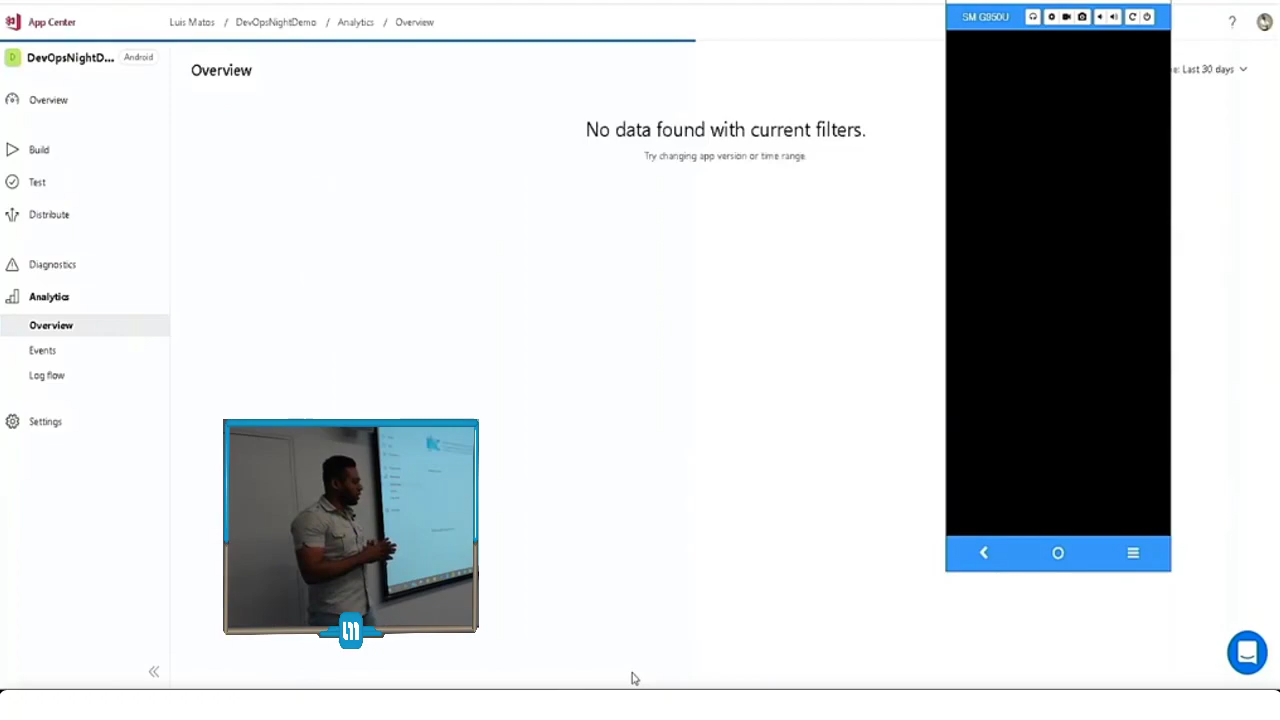 App Center
Luis Matos / DevOpsNightDemo / Analytics / Overview
SM G950U
?
D
DevOpsNightD...
Android
Overview
e: Last 30 days
Overview
No data found with current filters.
Try changing app version or time range.
Build
Test
Distribute
Diagnostics
Analytics
Overview
Events
Log flow
Settings